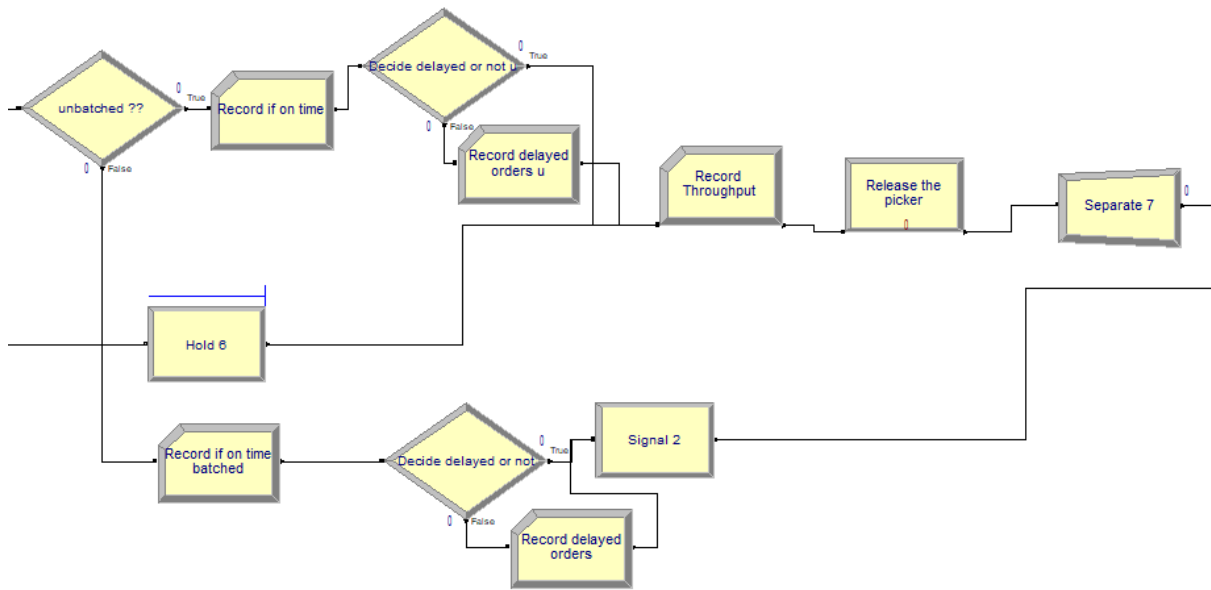 0
True
Decide delayed or not u
0
True
unbatched ??
Record if on time
0
False
0
False
Record delayed
orders u
Record
Throughput
Release the
picker
0
Separate 7
0
Hold 6
Record if on time
batched
Decide delayed or not
0
True
Signal 2
0
False
Record delayed
orders